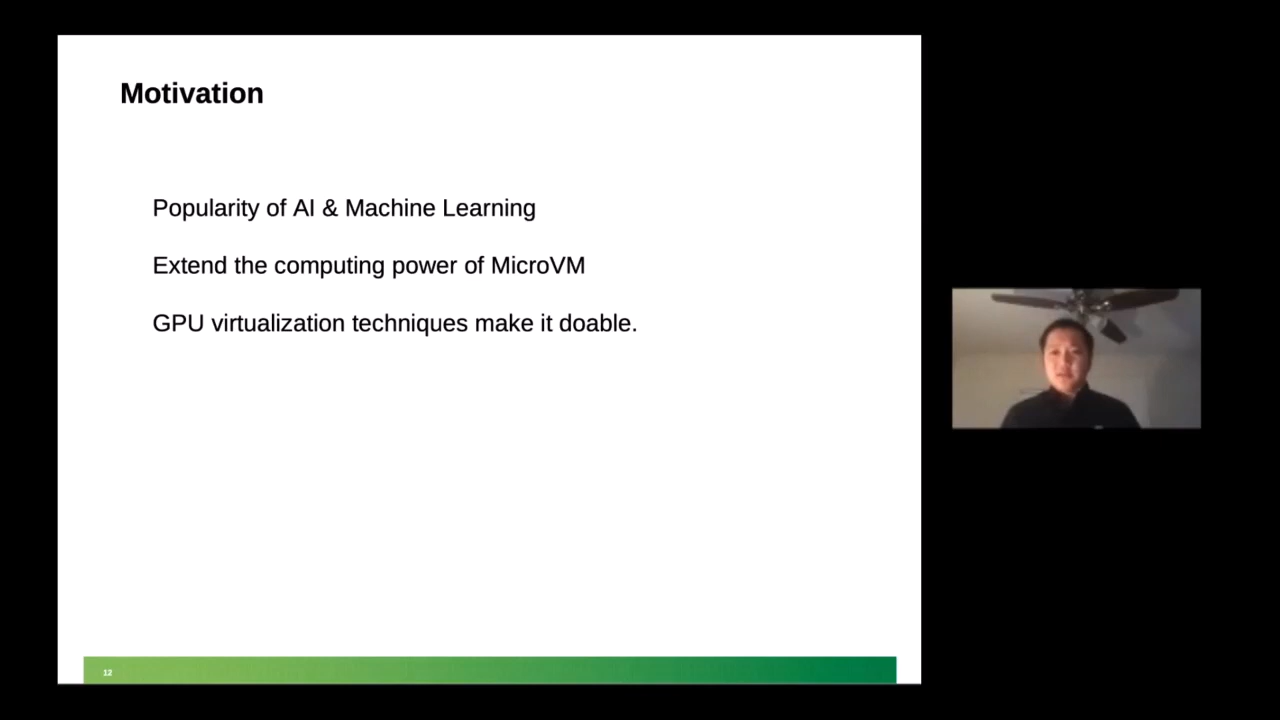 Motivation
Popularity of AI & Machine Learning
Extend the computing power of MicroVM
GPU virtualization techniques make it doable.
12